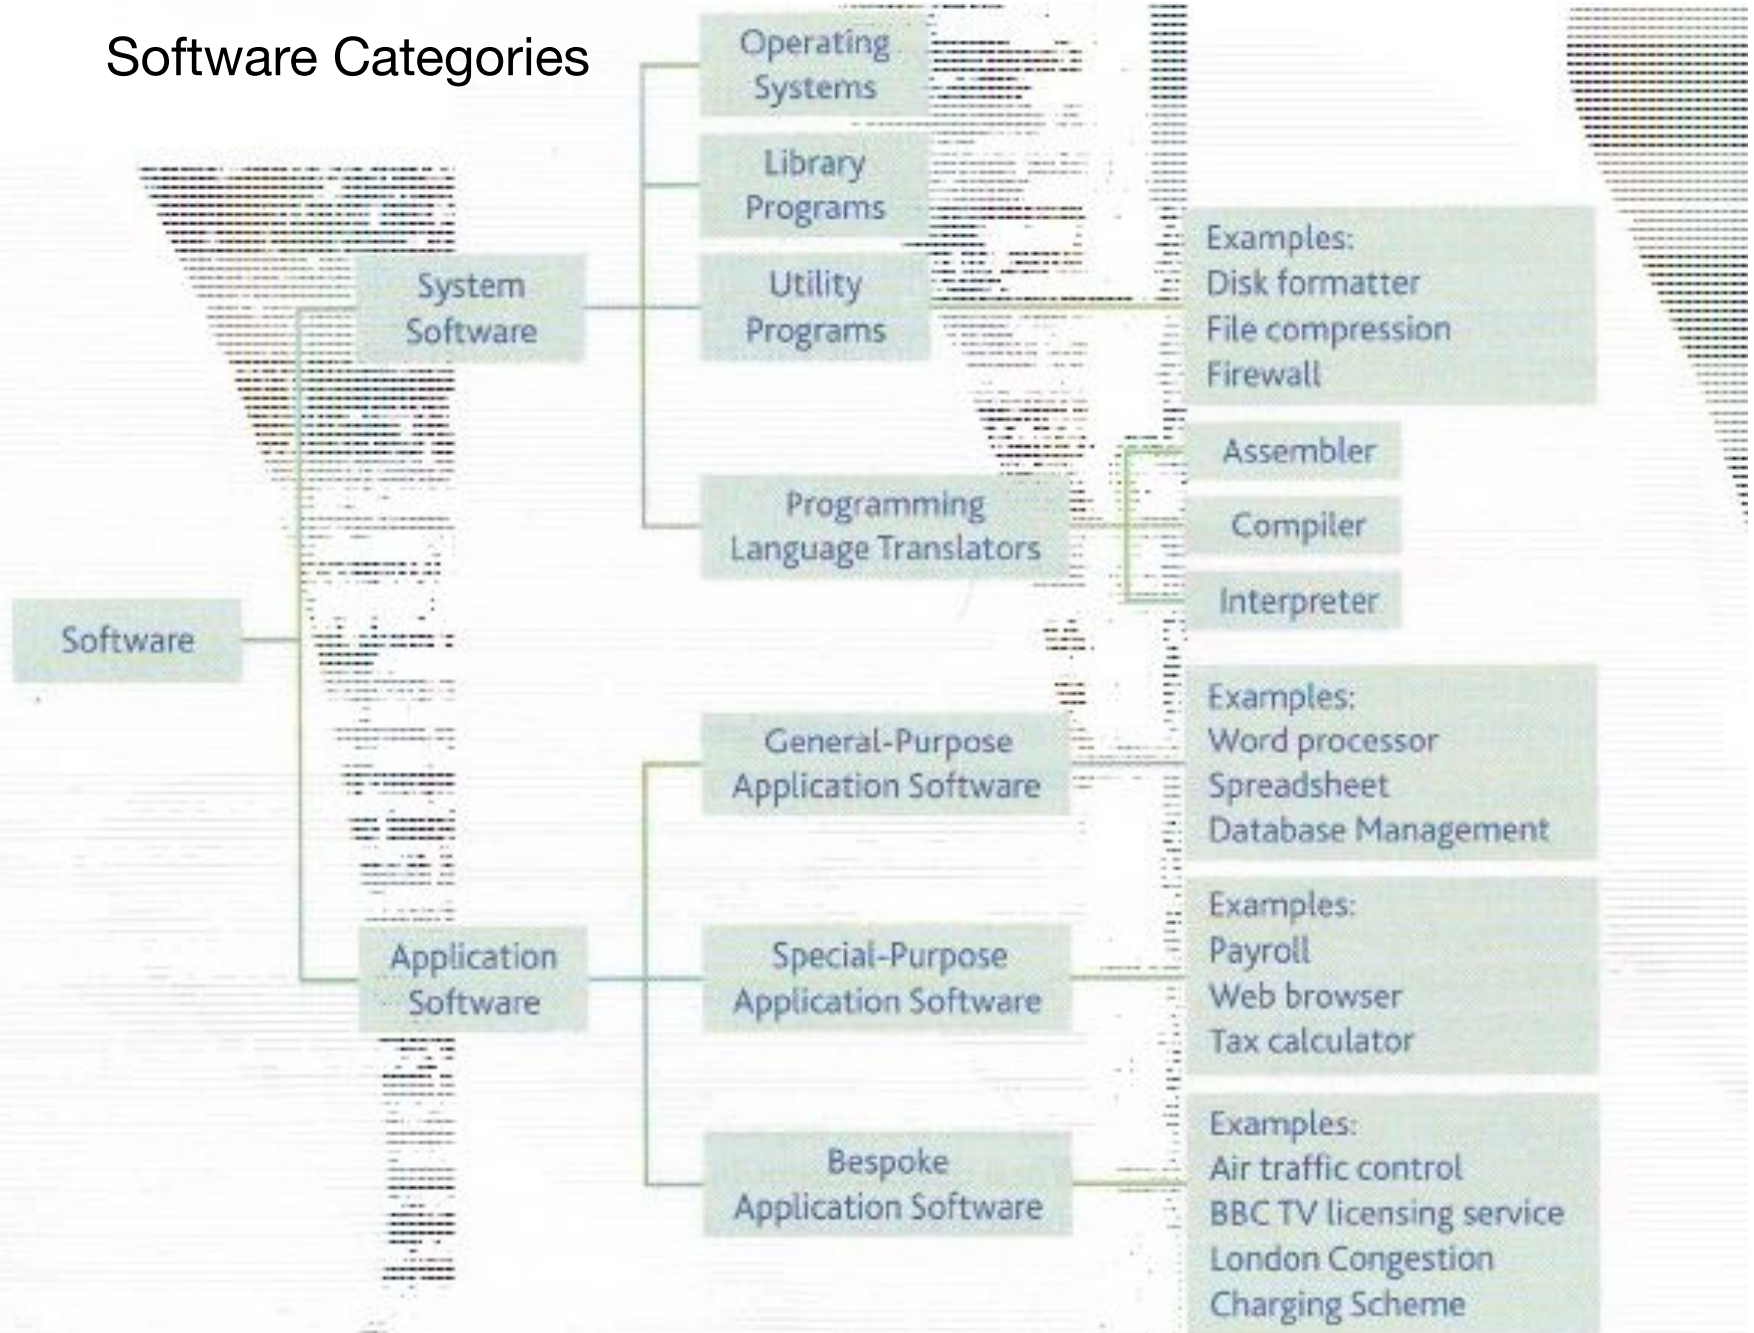 Software Categories
Operating
Systems
Library
Programs
Utility
Programs
Examples:
Disk formatter
File compression
Firewall
System
Software
Programming
Language Translators
Assembler
Compiler
Interpreter
Software
General-Purpose
Application Software
Examples:
Word processor
Spreadsheet
Database Management
Application
Software
Special-Purpose
Application Software
Examples:
Payroll
Web browser
Tax calculator
Bespoke
Application Software
Examples:
Air traffic control
BBC TV licensing service
London Congestion
Charging Scheme